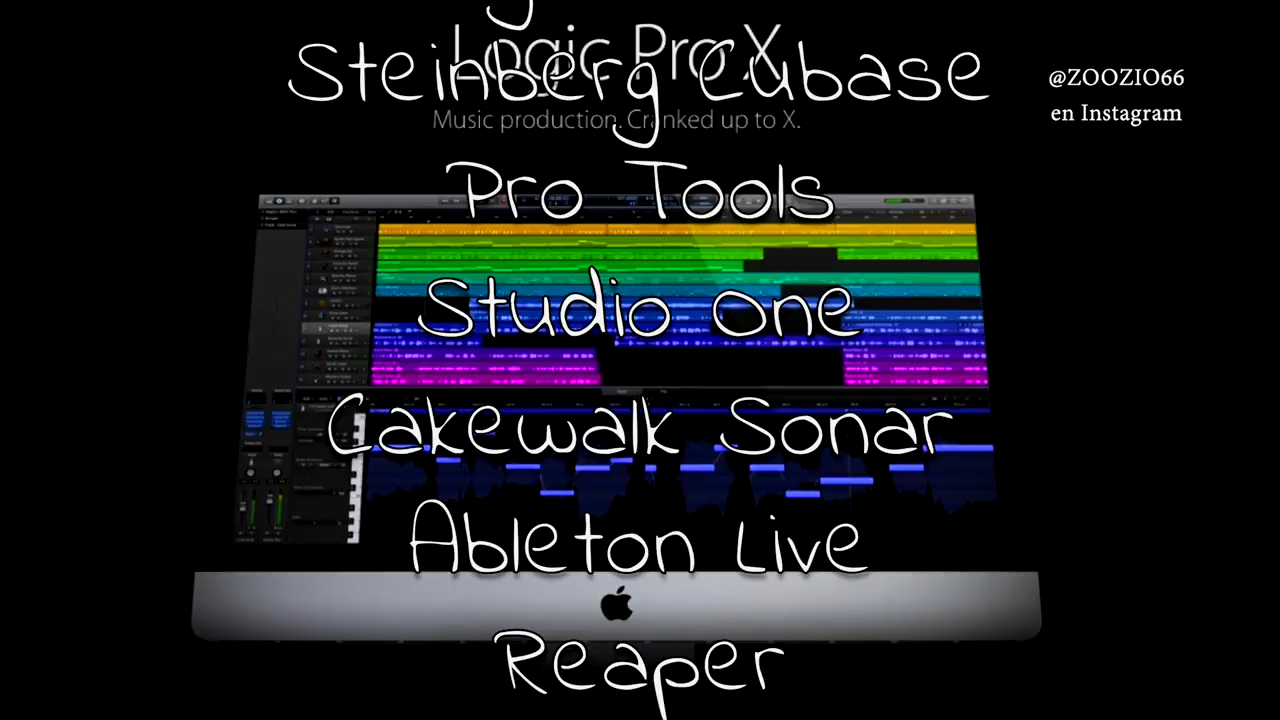 Logic Pro X
Steinberg Cubase
@ZOOZIO66
en Instagram
Music production. Cranked up to X.
Pro Tools
Studio One
Cakewalk Sonar
Ableton Live
Reaper